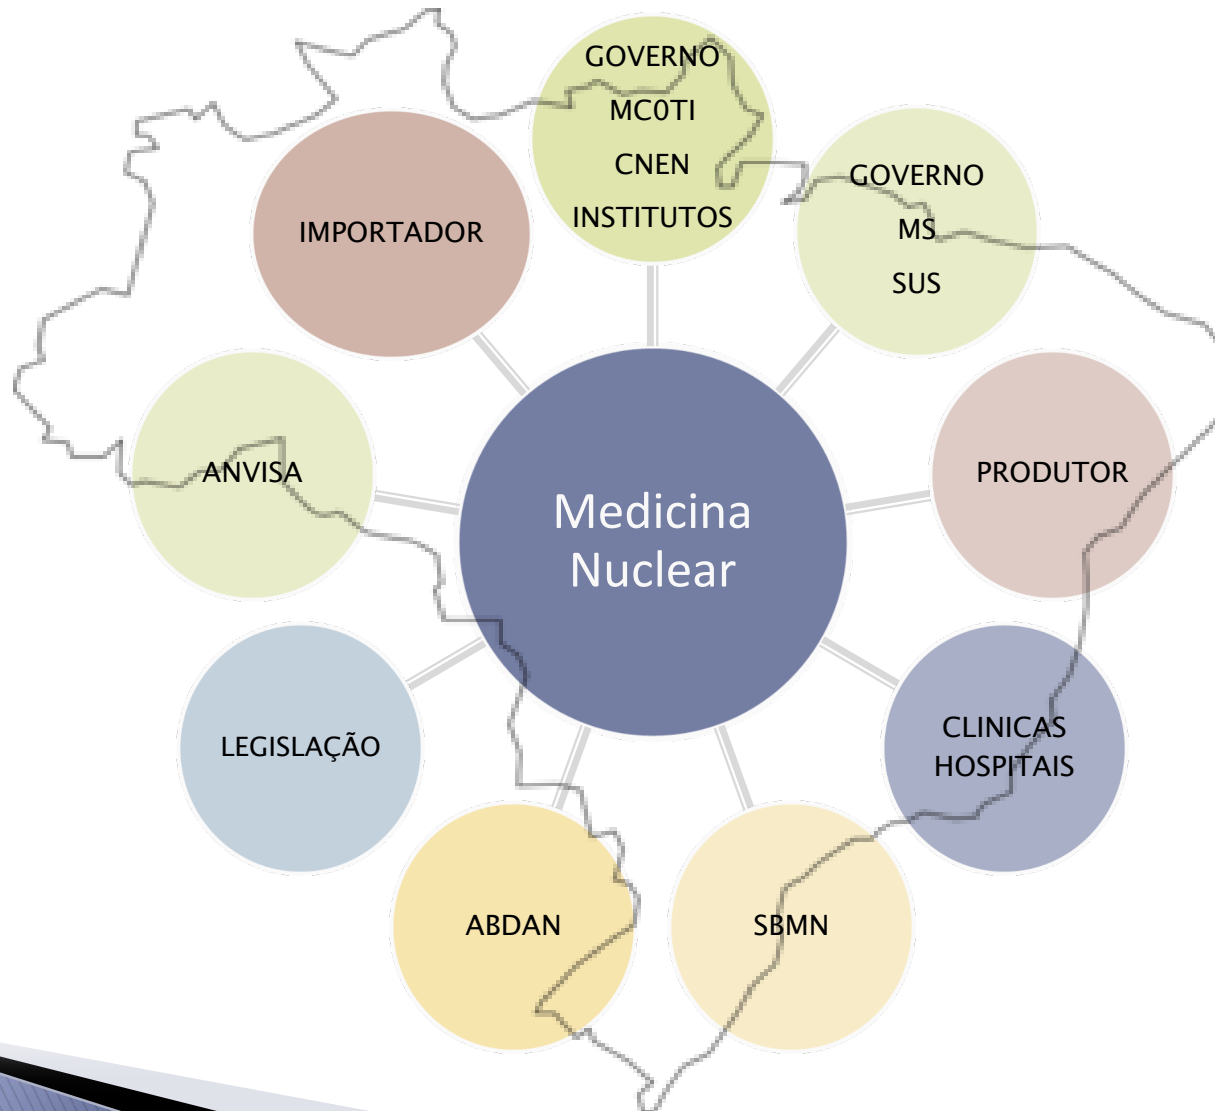 GOVERNO
MC0TI
CNEN
INSTITUTOS
GOVERNO
MS
SUS
PRODUTOR
CLINICAS
HOSPITAIS
SBMN
ABDAN
LEGISLAÇÃO
ANVISA
IMPORTADOR
Medicina
Nuclear